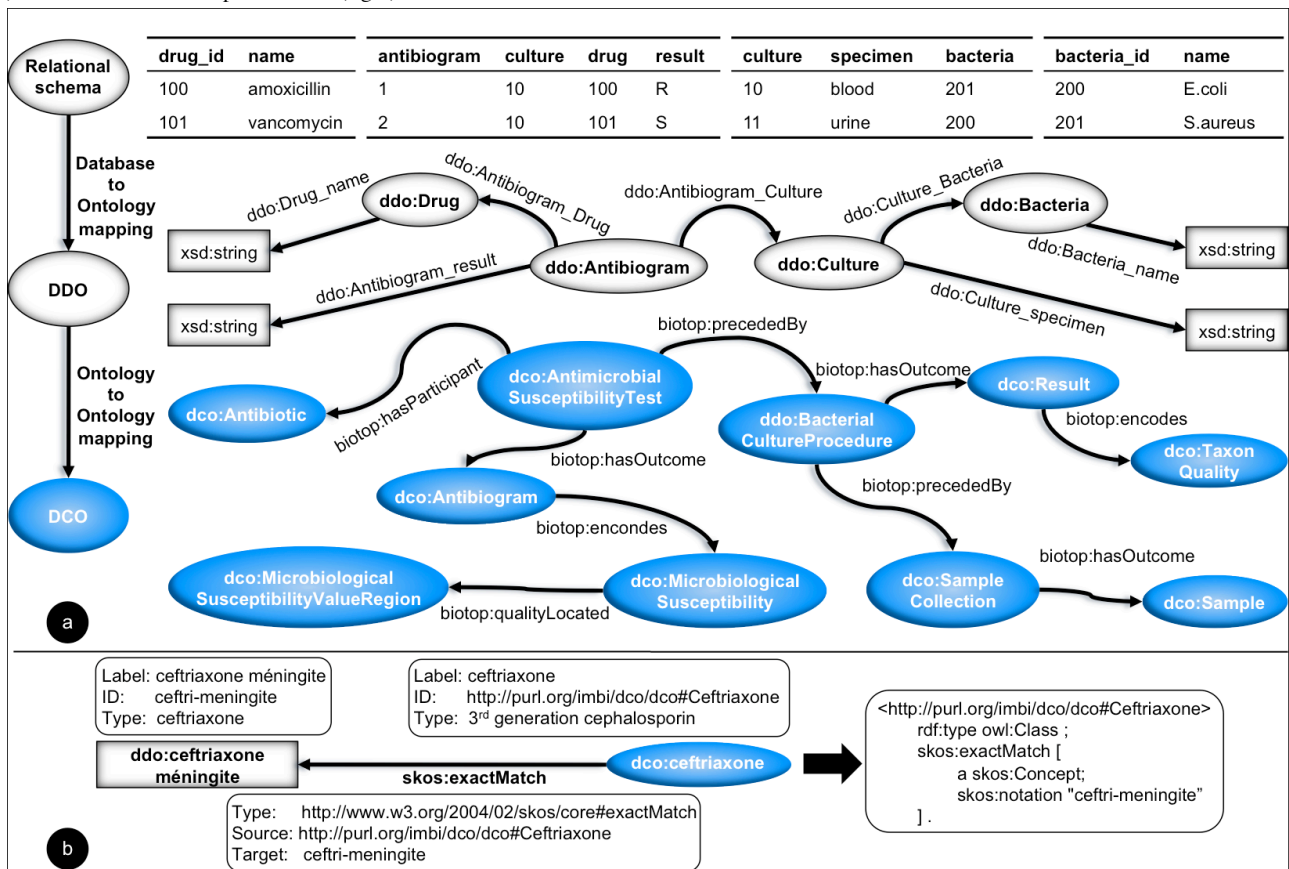 Relational
schema
drug_id name
100 amoxicillin
101 vancomycin
antibiogram culture drug result
1 10 100 R
2 10 101 S
culture specimen bacteria
10 blood 201
11 urine 200
bacteria_id name
200 E.coli
201 S.aureus
Database
to
Ontology
mapping
DDO
ddo:Drug_name
ddo:Drug
ddo:Antibiogram_Drug
ddo:Antibiogram_Culture
ddo:Culture_Bacteria
ddo:Bacteria
xsd:string
ddo:Antibiogram
ddo:Culture
ddo:Bacteria_name
xsd:string
ddo:Antibiogram_result
ddo:Culture_specimen
xsd:string
xsd:string
Ontology
to
Ontology
mapping
DCO
biotop:precededBy
dco:Antimicrobial
SusceptibilityTest
biotop:hasOutcome
dco:Result
dco:Antibiotic
biotop:hasParticipant
ddo:Bacterial
CultureProcedure
biotop:encodes
biotop:hasOutcome
dco:Taxon
Quality
dco:Antibiogram
biotop:precededBy
biotop:encondes
biotop:hasOutcome
dco:Microbiological
SusceptibilityValueRegion
dco:Microbiological
Susceptibility
dco:Sample
Collection
dco:Sample
biotop:qualityLocated
a
Label: ceftriaxone méningite
ID: ceftri-meningite
Type: ceftriaxone
Label: ceftriaxone
ID: http://purl.org/imbi/dco/dco#Ceftriaxone
Type: 3rd generation cephalosporin
ddo:ceftriaxone
méningite
skos:exactMatch
dco:ceftriaxone
<http://purl.org/imbi/dco/dco#Ceftriaxone>
rdf:type owl:Class ;
skos:exactMatch [
a skos:Concept;
skos:notation "ceftri-meningite”
] .
Type: http://www.w3.org/2004/02/skos/core#exactMatch
Source: http://purl.org/imbi/dco/dco#Ceftriaxone
Target: ceftri-meningite
b